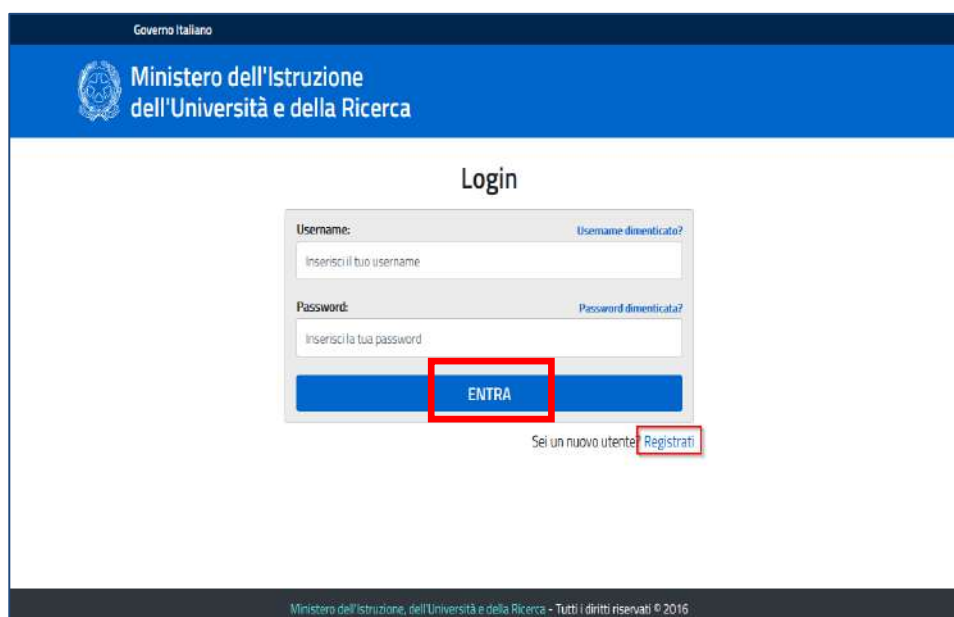 Governo Italiano
Ministero dell'Istruzione
dell'Università e della Ricerca
Login
Username: Username dimenticato?
Inserisci il tuo username
Password: Password dimenticata?
Inserisci la tua password
ENTRA
Sei un nuovo utente? Registrati
Ministero dell'Istruzione, dell'Università e della Ricerca - Tutti i diritti riservati © 2016